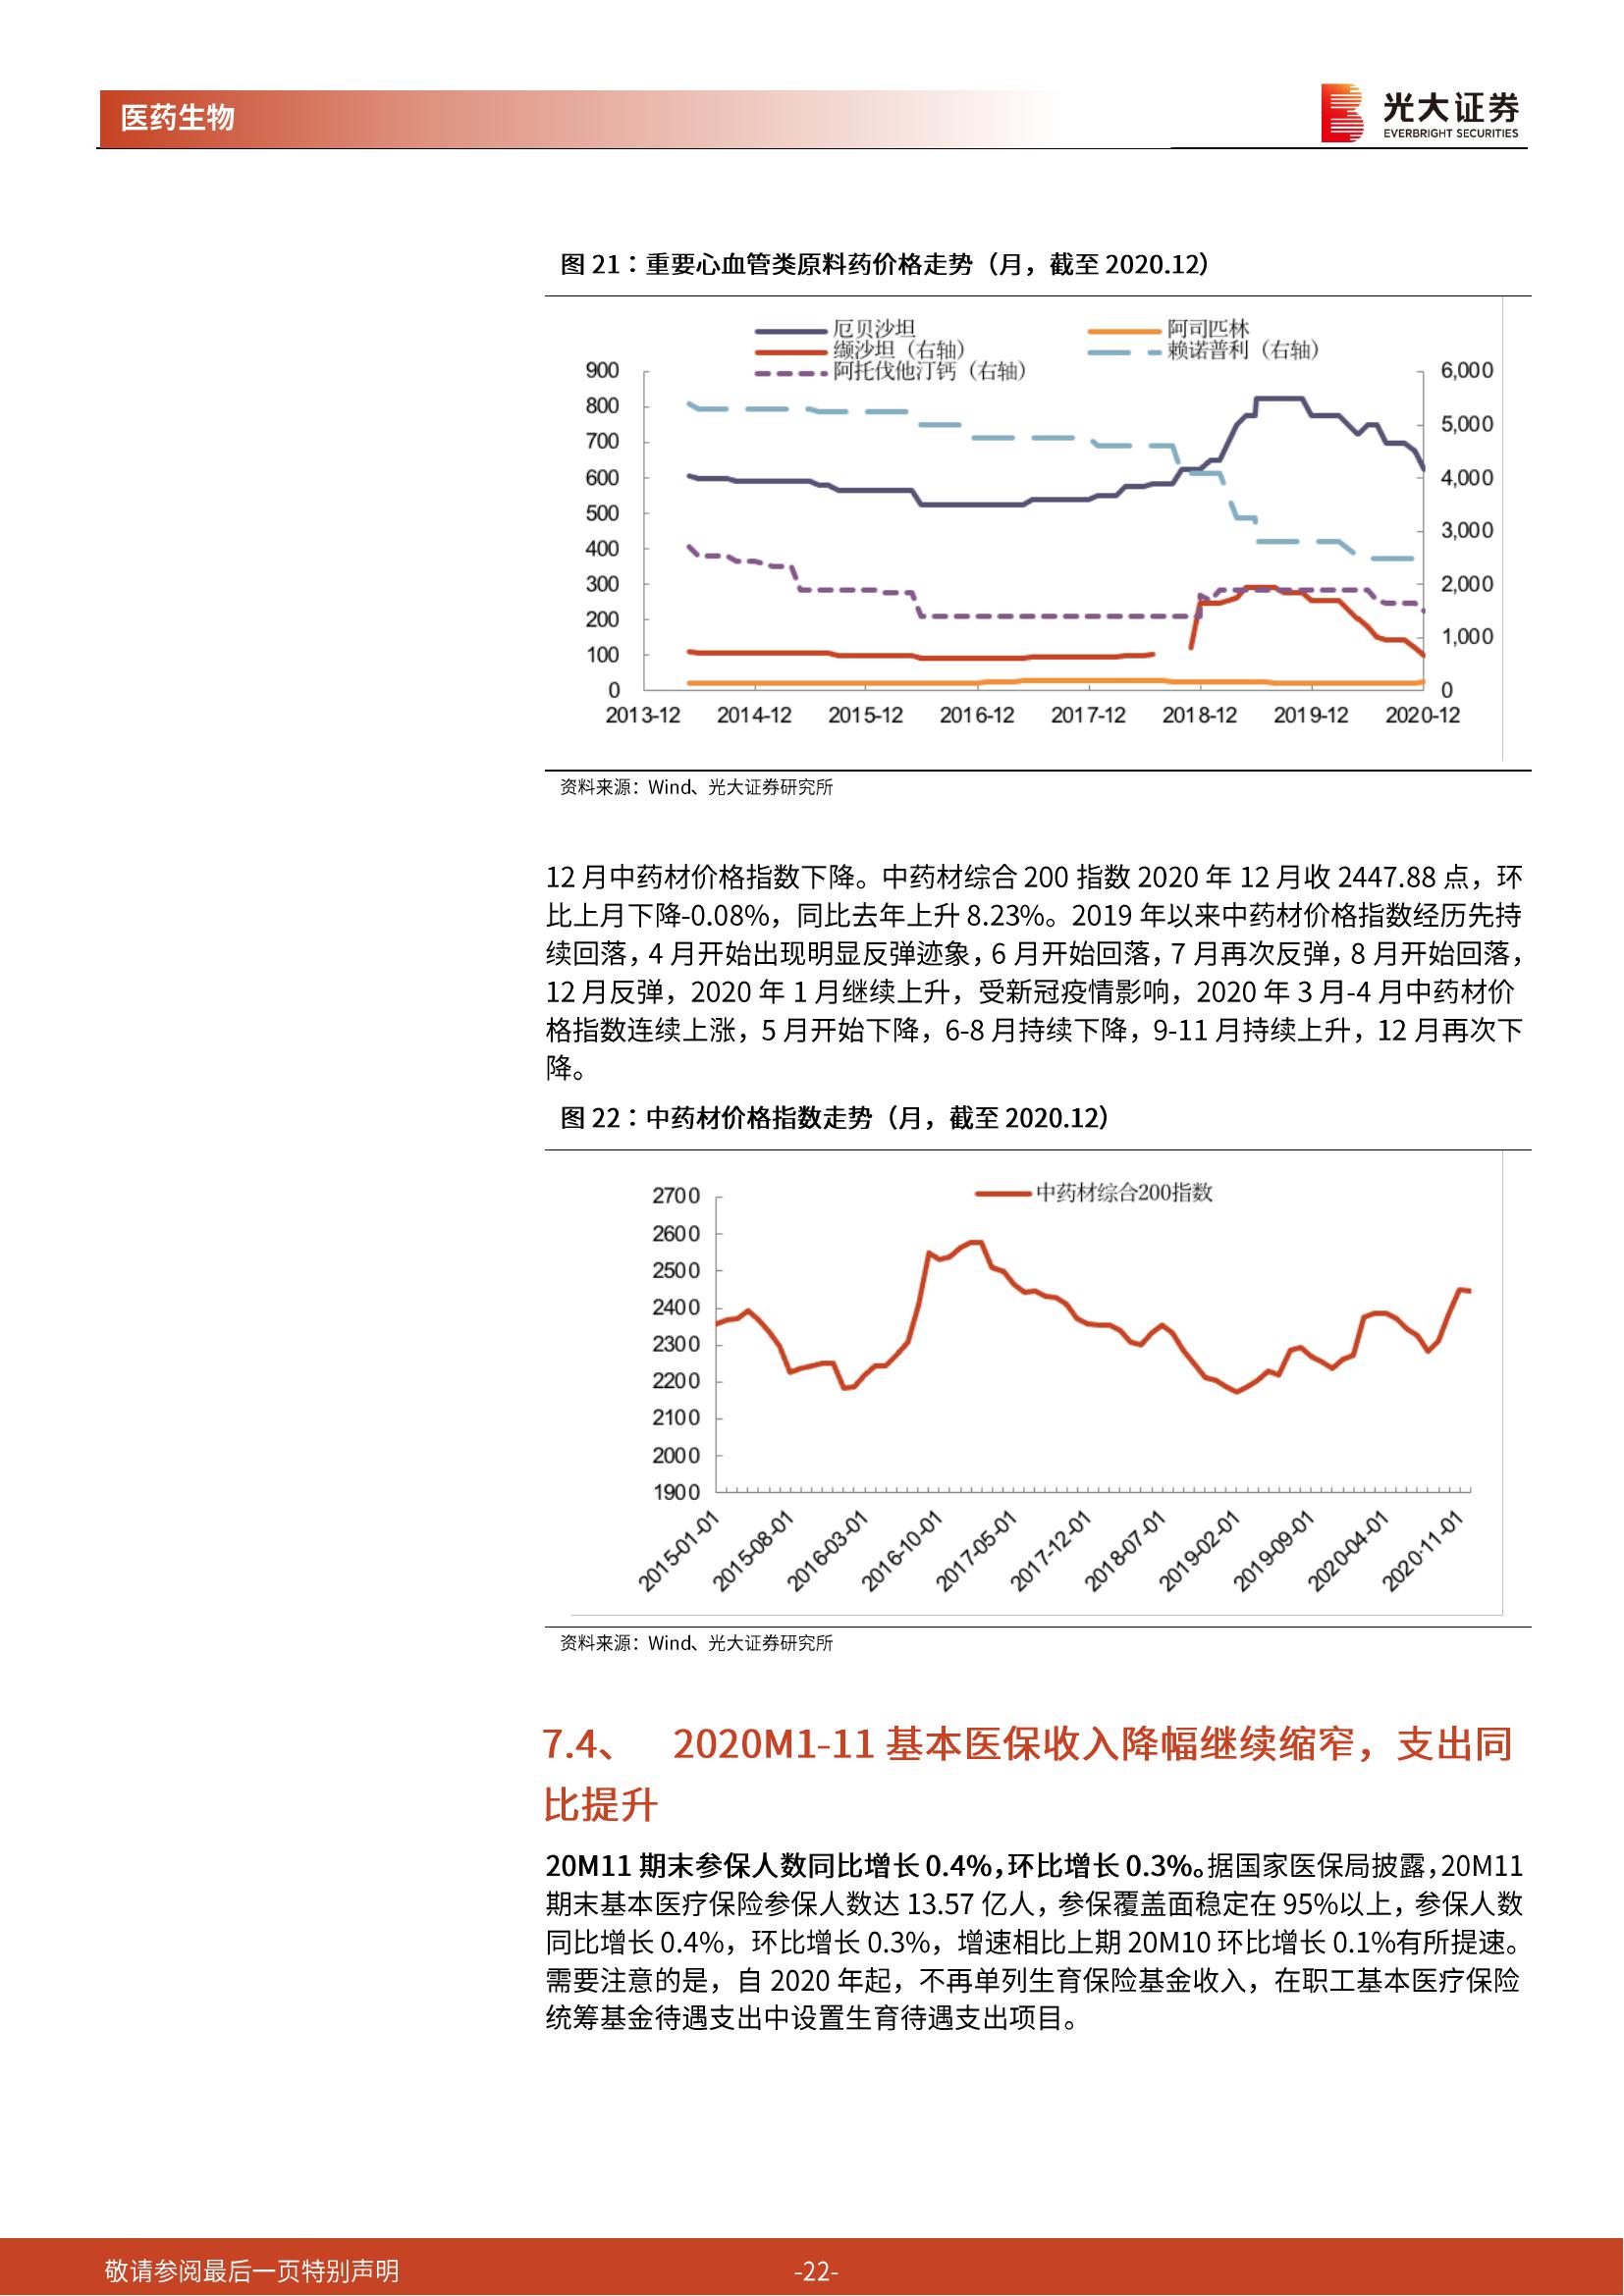 医药生物
光大证券
EVERBRIGHT SECURITIES
图 21：重要心血管类原料药价格走势（月，截至 2020.12）
厄贝沙坦
阿司匹林
缬沙坦（右轴）
赖诺普利（右轴）
阿托伐他汀钙（右轴）
900
800
700
600
500
400
300
200
100
0
6,000
5,000
4,000
3,000
2,000
1,000
0
2013-12 2014-12 2015-12 2016-12 2017-12 2018-12 2019-12 2020-12
资料来源：Wind、光大证券研究所
12 月中药材价格指数下降。中药材综合 200 指数 2020 年 12 月收 2447.88 点，环
比上月下降-0.08%，同比去年上升 8.23%。2019 年以来中药材价格指数经历先持
续回落，4 月开始出现明显反弹迹象，6 月开始回落，7 月再次反弹，8 月开始回落，
12 月反弹，2020 年 1 月继续上升，受新冠疫情影响，2020 年 3 月-4 月中药材价
格指数连续上涨，5 月开始下降，6-8 月持续下降，9-11 月持续上升，12 月再次下
降。
图 22：中药材价格指数走势（月，截至 2020.12）
中药材综合200指数
2700
2600
2500
2400
2300
2200
2100
2000
1900
2015-01-01 2015-08-01 2016-03-01 2016-10-01 2017-05-01 2017-12-01 2018-07-01 2019-02-01 2019-09-01 2020-04-01 2020-11-01
资料来源：Wind、光大证券研究所
7.4、 2020M1-11 基本医保收入降幅继续缩窄，支出同
比提升
20M11 期末参保人数同比增长 0.4%，环比增长 0.3%。据国家医保局披露，20M11
期末基本医疗保险参保人数达 13.57 亿人，参保覆盖面稳定在 95%以上，参保人数
同比增长 0.4%，环比增长 0.3%，增速相比上期 20M10 环比增长 0.1%有所提速。
需要注意的是，自 2020 年起，不再单列生育保险基金收入，在职工基本医疗保险
统筹基金待遇支出中设置生育待遇支出项目。
敬请参阅最后一页特别声明
-22-